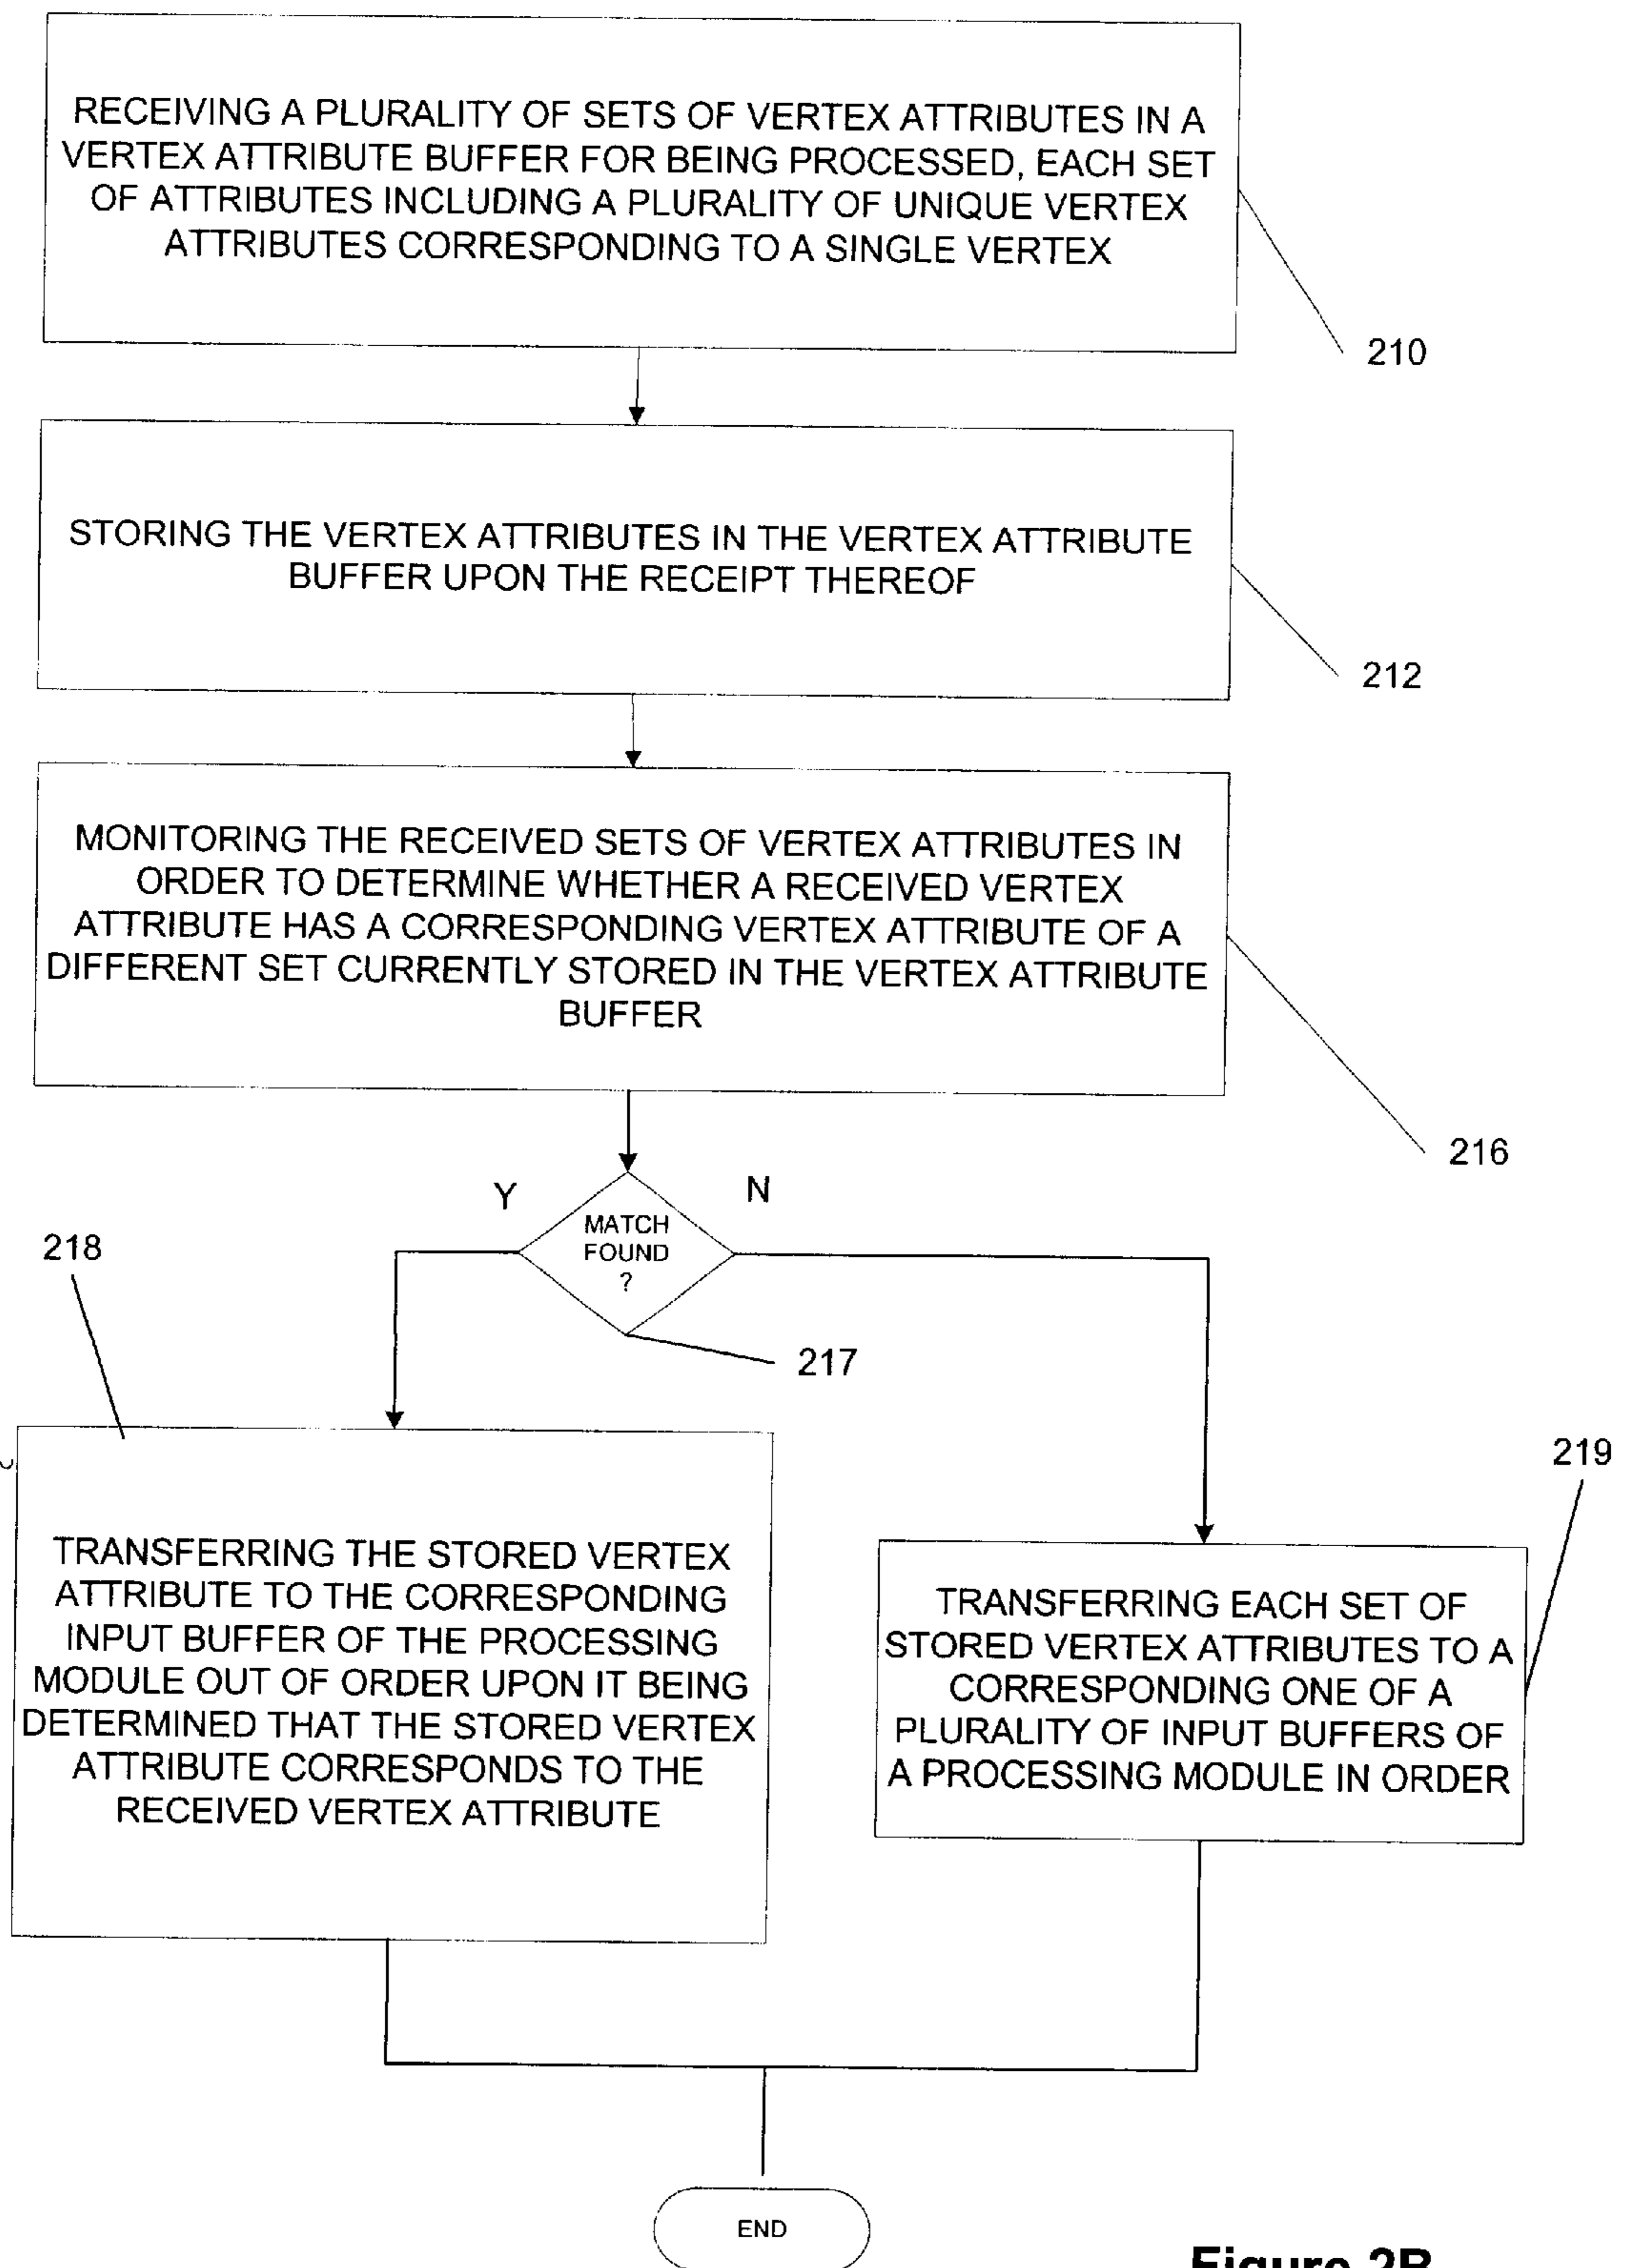 RECEIVING A PLURALITY OF SETS OF VERTEX ATTRIBUTES IN A
VERTEX ATTRIBUTE BUFFER FOR BEING PROCESSED, EACH SET
OF ATTRIBUTES INCLUDING A PLURALITY OF UNIQUE VERTEX
ATTRIBUTES CORRESPONDING TO A SINGLE VERTEX
210
STORING THE VERTEX ATTRIBUTES IN THE VERTEX ATTRIBUTE
BUFFER UPON THE RECEIPT THEREOF
212
MONITORING THE RECEIVED SETS OF VERTEX ATTRIBUTES IN
ORDER TO DETERMINE WHETHER A RECEIVED VERTEX
ATTRIBUTE HAS A CORRESPONDING VERTEX ATTRIBUTE OF A
DIFFERENT SET CURRENTLY STORED IN THE VERTEX ATTRIBUTE
BUFFER
216
Y
N
MATCH
FOUND
?
217
218
TRANSFERRING THE STORED VERTEX
ATTRIBUTE TO THE CORRESPONDING
INPUT BUFFER OF THE PROCESSING
MODULE OUT OF ORDER UPON IT BEING
DETERMINED THAT THE STORED VERTEX
ATTRIBUTE CORRESPONDS TO THE
RECEIVED VERTEX ATTRIBUTE
219
TRANSFERRING EACH SET OF
STORED VERTEX ATTRIBUTES TO A
CORRESPONDING ONE OF A
PLURALITY OF INPUT BUFFERS OF
A PROCESSING MODULE IN ORDER
END
Figure 2B